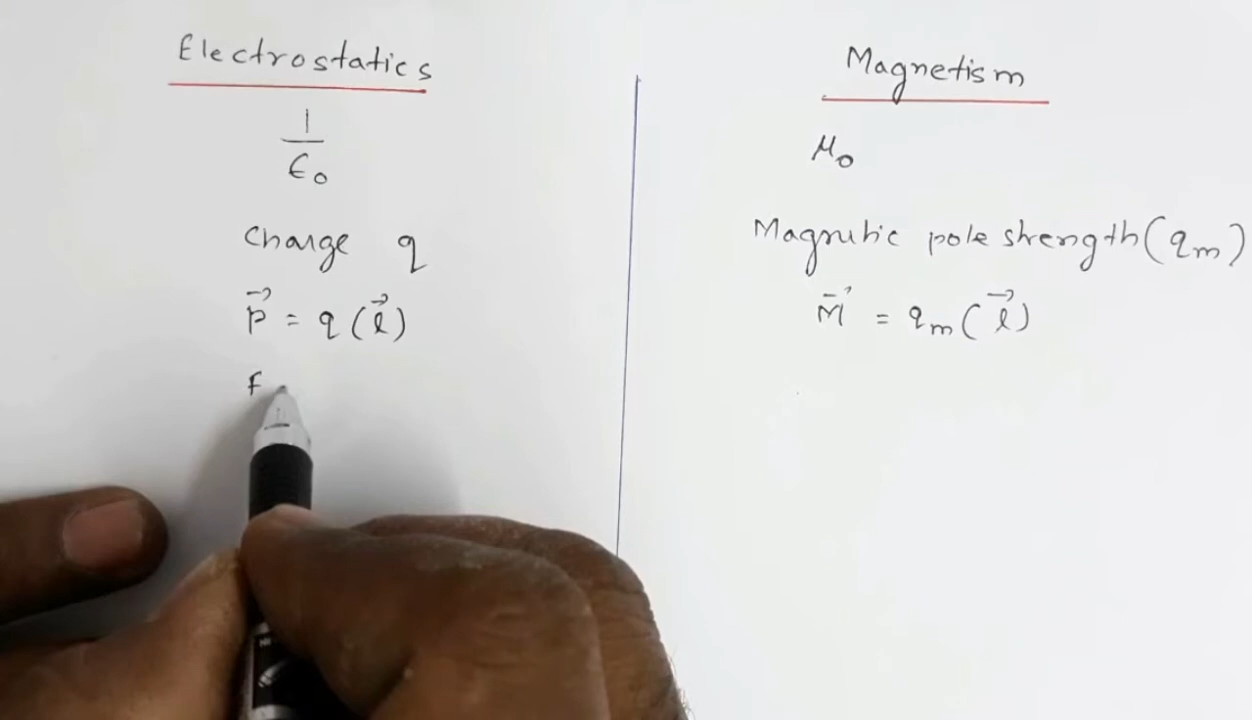 Electrostatics
1
ϵ₀
Charge q
p⃗ = q (l⃗)
F
Magnetism
μ₀
Magnetic pole strength (qₘ)
M⃗ = qₘ (l⃗)